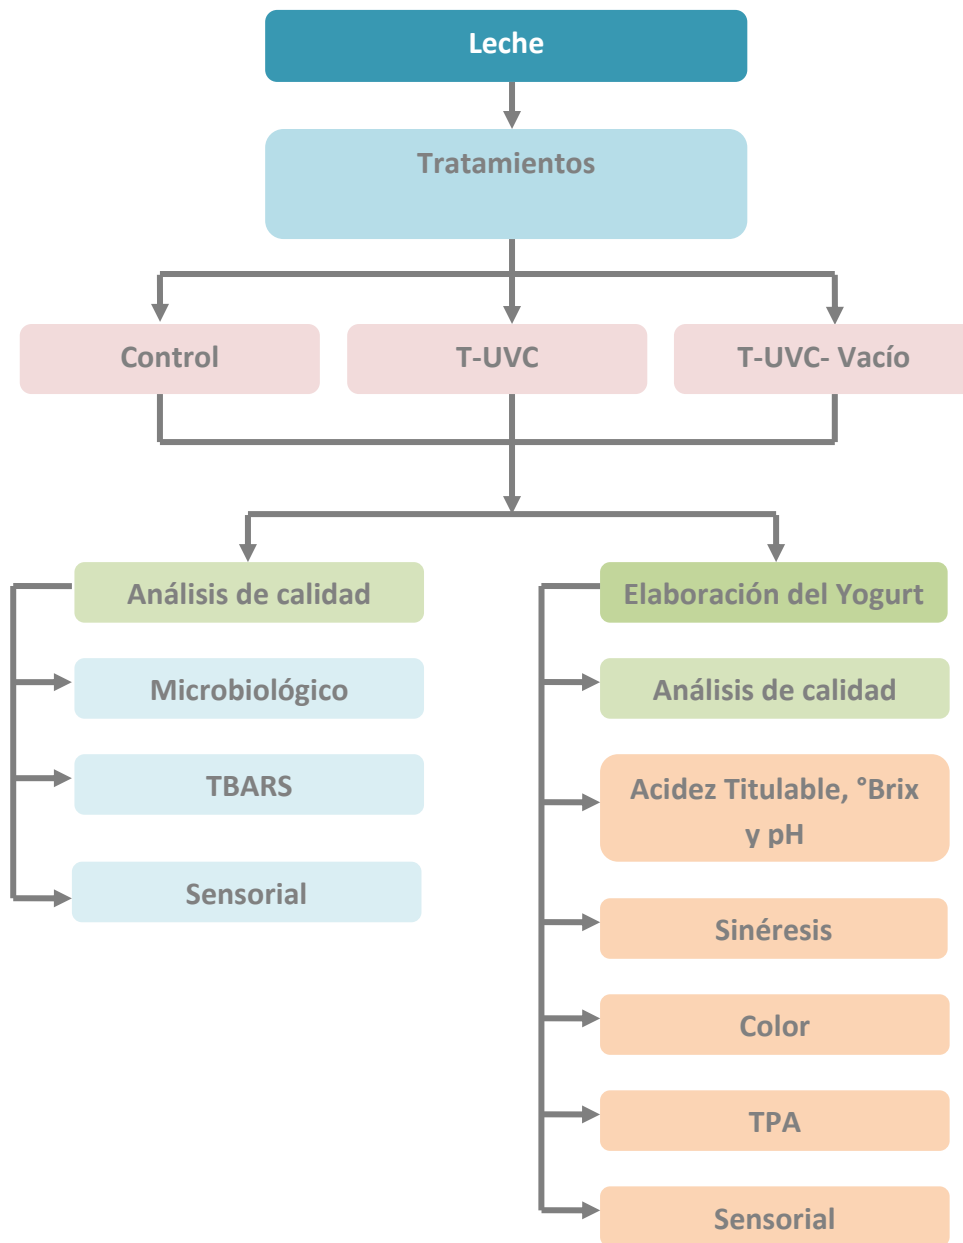 Leche
Tratamientos
Control
T-UVC
T-UVC- Vacío
Análisis de calidad
Microbiológico
TBARS
Sensorial
Elaboración del Yogurt
Análisis de calidad
Acidez Titulable, °Brix
y pH
Sinéresis
Color
TPA
Sensorial